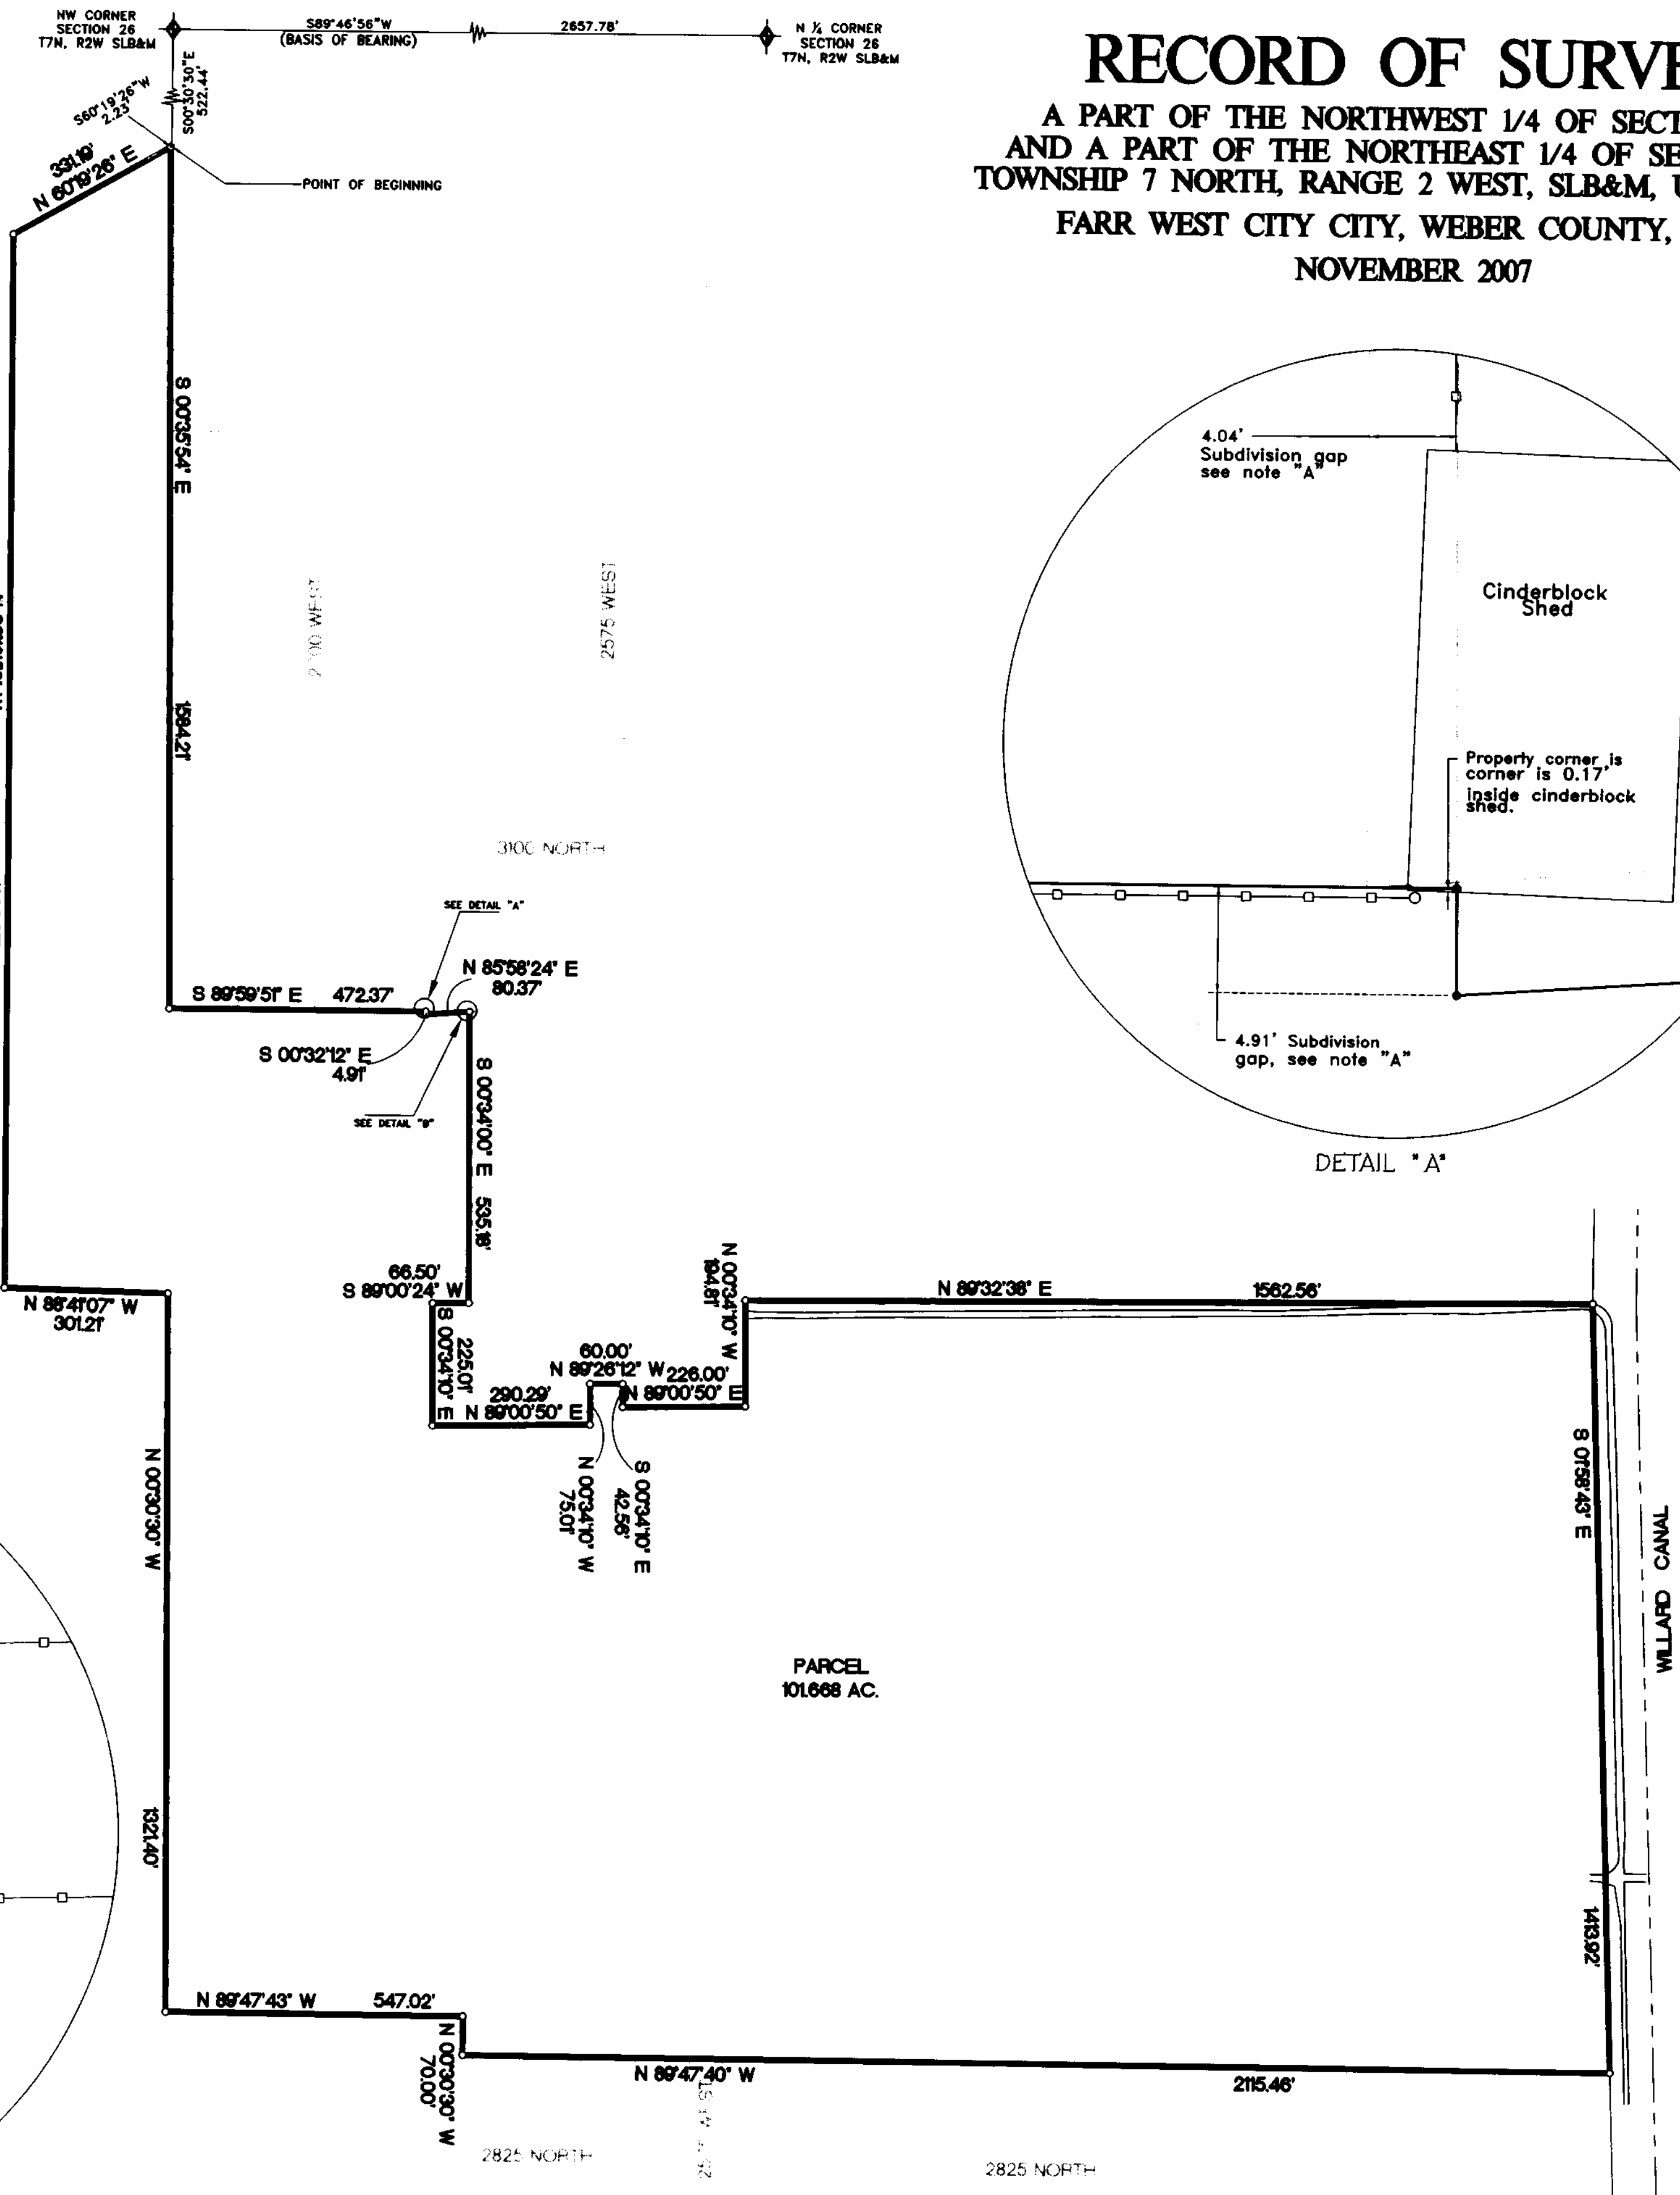 NW CORNER
SECTION 26
T7N, R2W SLB&M
S89°46'56"W
(BASIS OF BEARING)
2657.78'
N ¼ CORNER
SECTION 26
T7N, R2W SLB&M
S00°30'30"E
522.44'
S60°19'26"W
2.23'
331.19'
N 60°19'26" E
POINT OF BEGINNING
RECORD OF
A PART OF THE NORTHWEST 1/4 OF
AND A PART OF THE NORTHEAST 1/4 OF
TOWNSHIP 7 NORTH, RANGE 2 WEST, SLB&M,
FARR WEST CITY CITY, WEBER COUNTY,
NOVEMBER 2007
S 00°35'54" E
1584.21'
WEST
2575 WEST
3100 NORTH
4.04'
Subdivision gap
see note "A"
Cinderblock
Shed
Property corner is
corner is 0.17'
inside cinderblock
shed.
4.91' Subdivision
gap, see note "A"
DETAIL "A"
SEE DETAIL "A"
N 85°58'24" E
80.37'
S 89°59'51" E 472.37'
S 00°32'12" E
4.91'
SEE DETAIL "B"
S 00°34'00" E 535.18'
66.50'
S 89°00'24" W
N 88°41'07" W
301.21'
225.01'
S 00°34'10" E
290.29'
N 89°00'50" E
60.00'
N 89°26'12" W
226.00'
N 89°00'50" E
N 00°34'10" W
194.81'
N 89°32'38" E 1562.56'
S 00°34'10" E
42.56'
N 00°34'10" W
75.01'
S 01°58'43" E
1413.92'
WILLARD CANAL
N 00°30'30" W
1321.40'
PARCEL
101.668 AC.
N 89°47'43" W 547.02'
N 00°30'30" W
70.00'
N 89°47'40" W 2115.46'
2825 NORTH
2825 NORTH